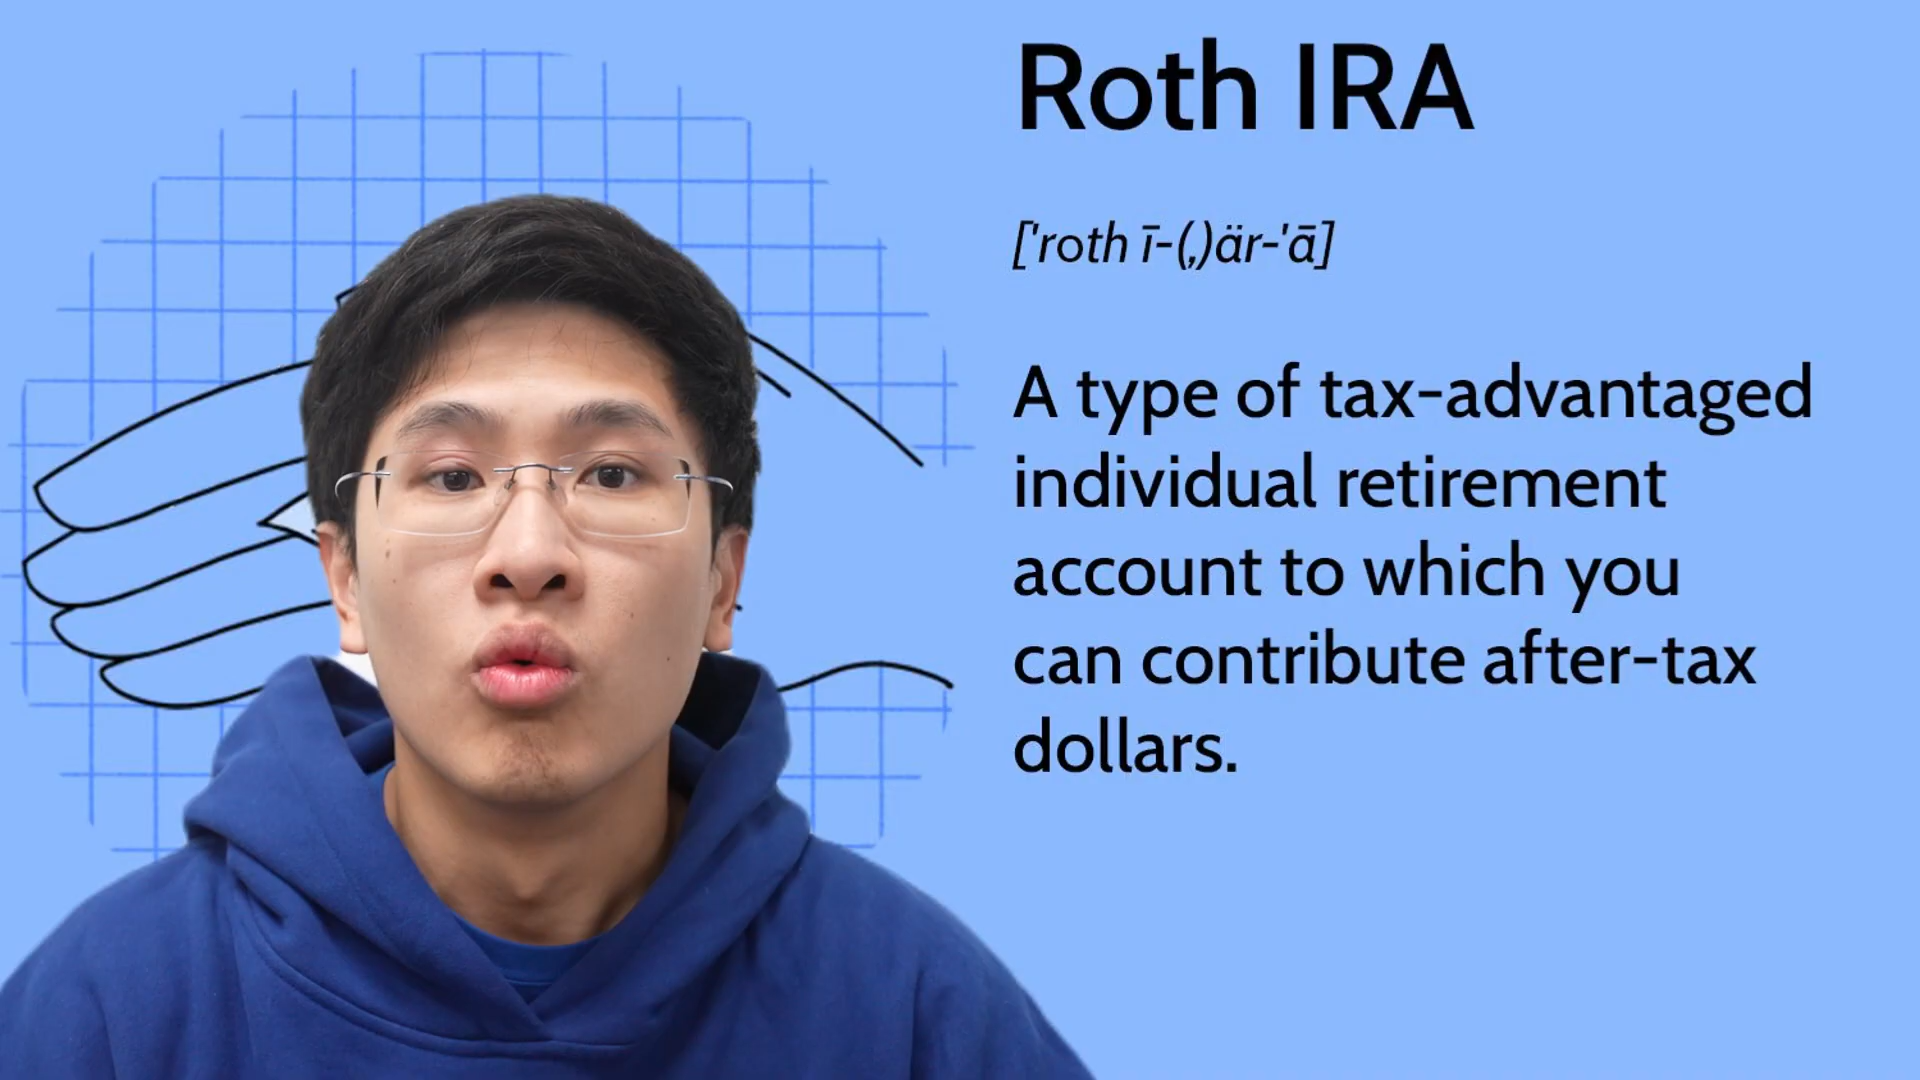 Roth IRA
['roth ī-(,)är-'ā]
A type of tax-advantaged
individual retirement
account to which you
can contribute after-tax
dollars.